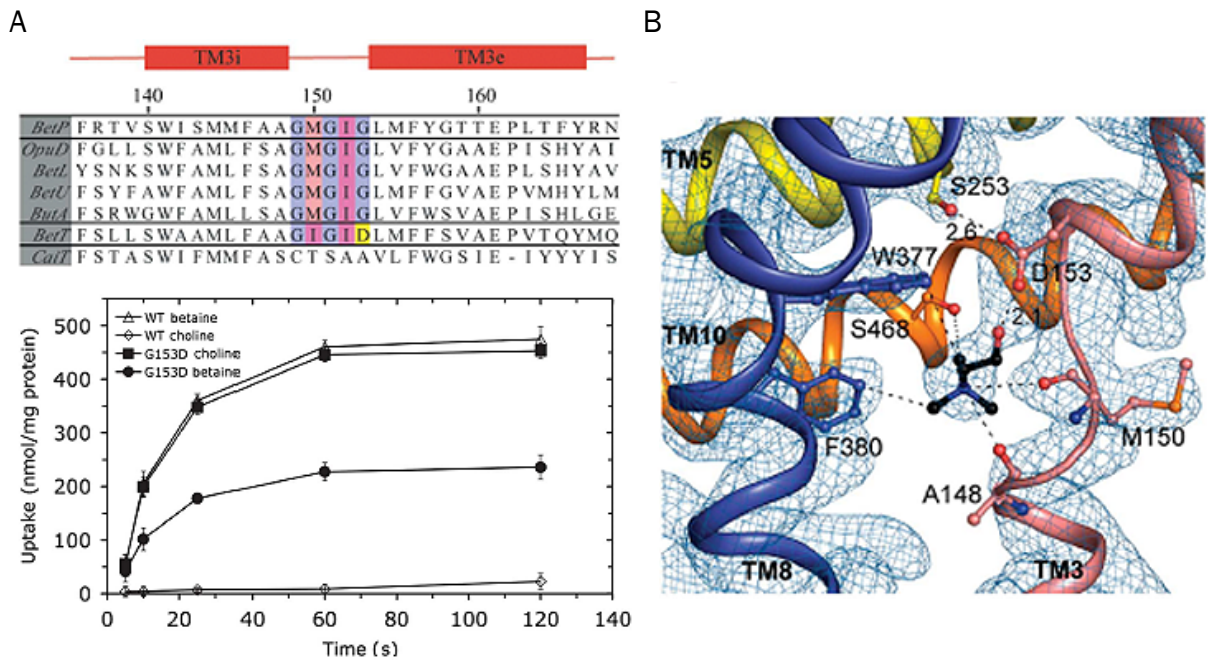 A
TM3i TM3e
140 150 160
BetP F R T V S W I S M M F A A G M G I G L M F Y G T T E P L T F Y R N
OpuD F G L L S W F A M L F S A G M G I G L V F Y G A A E P I S H Y A I
BetL Y S N K S W F A M L F S A G M G I G L V F W G A A E P L S H Y A V
BetU F S Y F A W F A M L F S A G M G I G L M F F G V A E P V M H Y L M
ButA F S R W G W F A M L L S A G M G I G L V F W S V A E P I S H L G E
BetT F S L L S W A A M L F A A G I G I D L M F F S V A E P V T Q Y M Q
CaiT F S T A S W I F M M F A S C T S A A V L F W G S I E - I Y Y Y I S
Uptake (nmol/mg protein)
500
400
300
200
100
0
WT betaine
WT choline
G153D choline
G153D betaine
0 20 40 60 80 100 120 140
Time (s)
B
TM5
S253
2.6
W377
D153
S468
2.1
TM10
F380
M150
A148
TM8
TM3